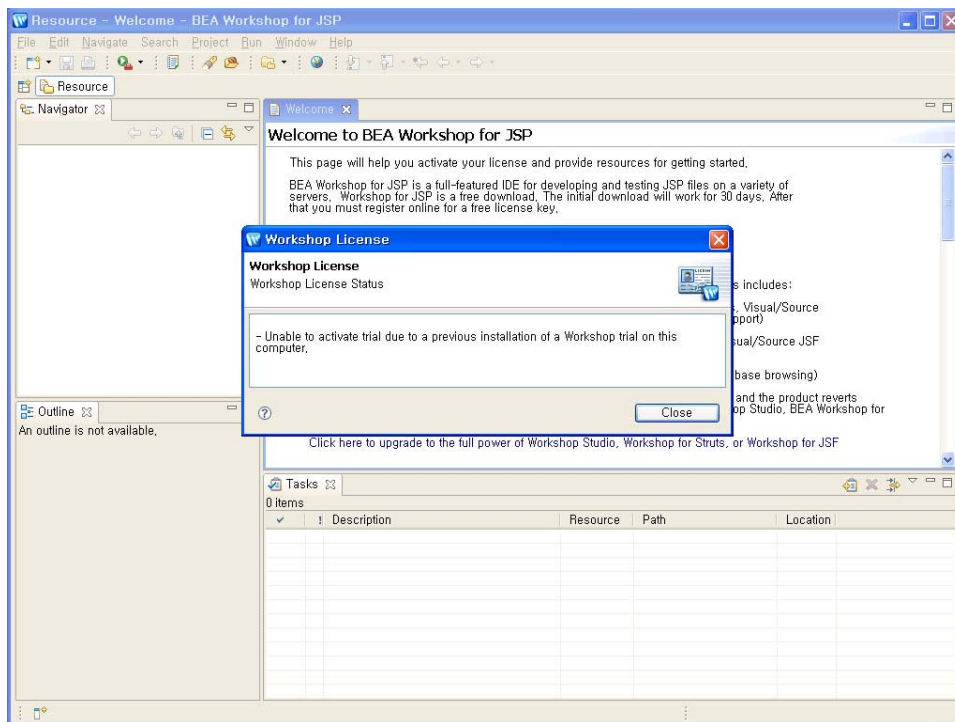 Resource - Welcome - BEA Workshop for JSP
File Edit Navigate Search Project Run Window Help
Resource
Navigator
Welcome
Welcome to BEA Workshop for JSP
This page will help you activate your license and provide resources for getting started.
BEA Workshop for JSP is a full-featured IDE for developing and testing JSP files on a variety of
servers. Workshop for JSP is a free download. The initial download will work for 30 days. After
that you must register online for a free license key.
Workshop License
Workshop License
Workshop License Status
s includes:
, Visual/Source
pport)
- Unable to activate trial due to a previous installation of a Workshop trial on this
computer.
sual/Source JSF
base browsing)
and the product reverts
op Studio, BEA Workshop for
Close
Outline
An outline is not available.
Click here to upgrade to the full power of Workshop Studio, Workshop for Struts, or Workshop for JSF
Tasks
0 items
! Description Resource Path Location